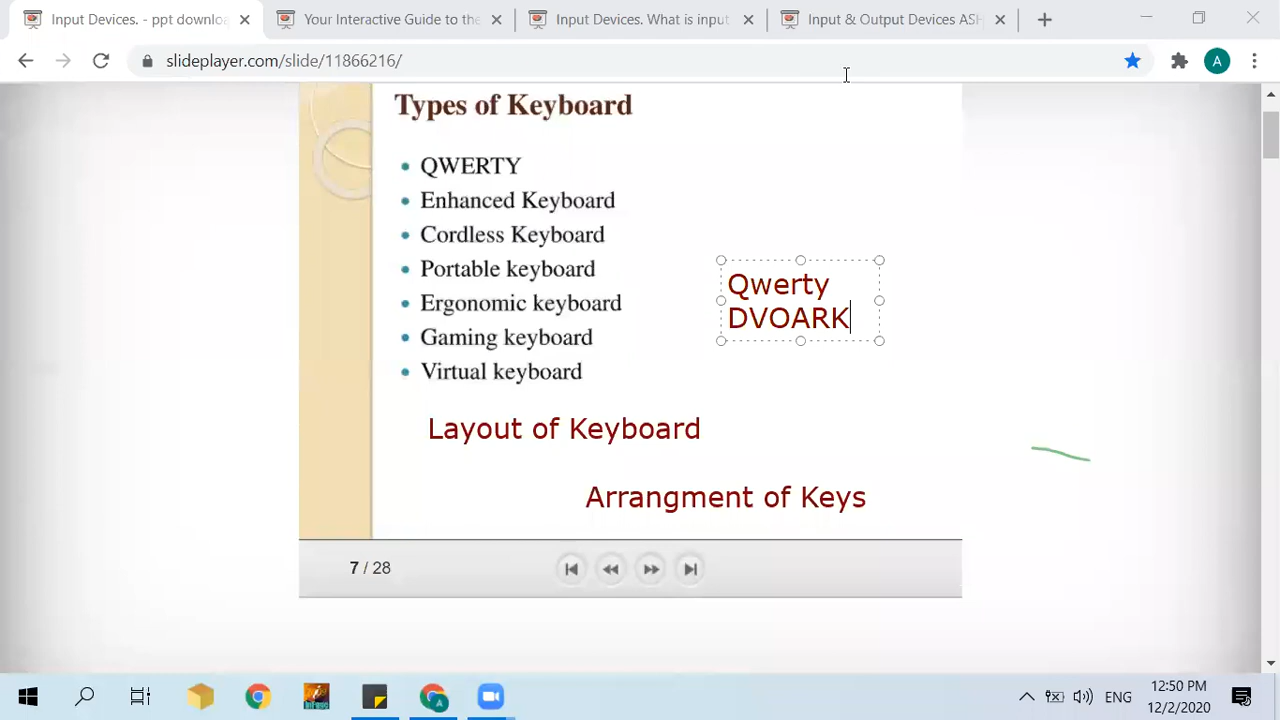 Input Devices. - ppt downloa
Your Interactive Guide to the
Input Devices. What is input
Input & Output Devices ASH
slideplayer.com/slide/11866216/
A
Types of Keyboard
• QWERTY
• Enhanced Keyboard
• Cordless Keyboard
• Portable keyboard
• Ergonomic keyboard
• Gaming keyboard
• Virtual keyboard
Qwerty
DVOARK
Layout of Keyboard
Arrangment of Keys
7 / 28
ENG
12:50 PM
12/2/2020